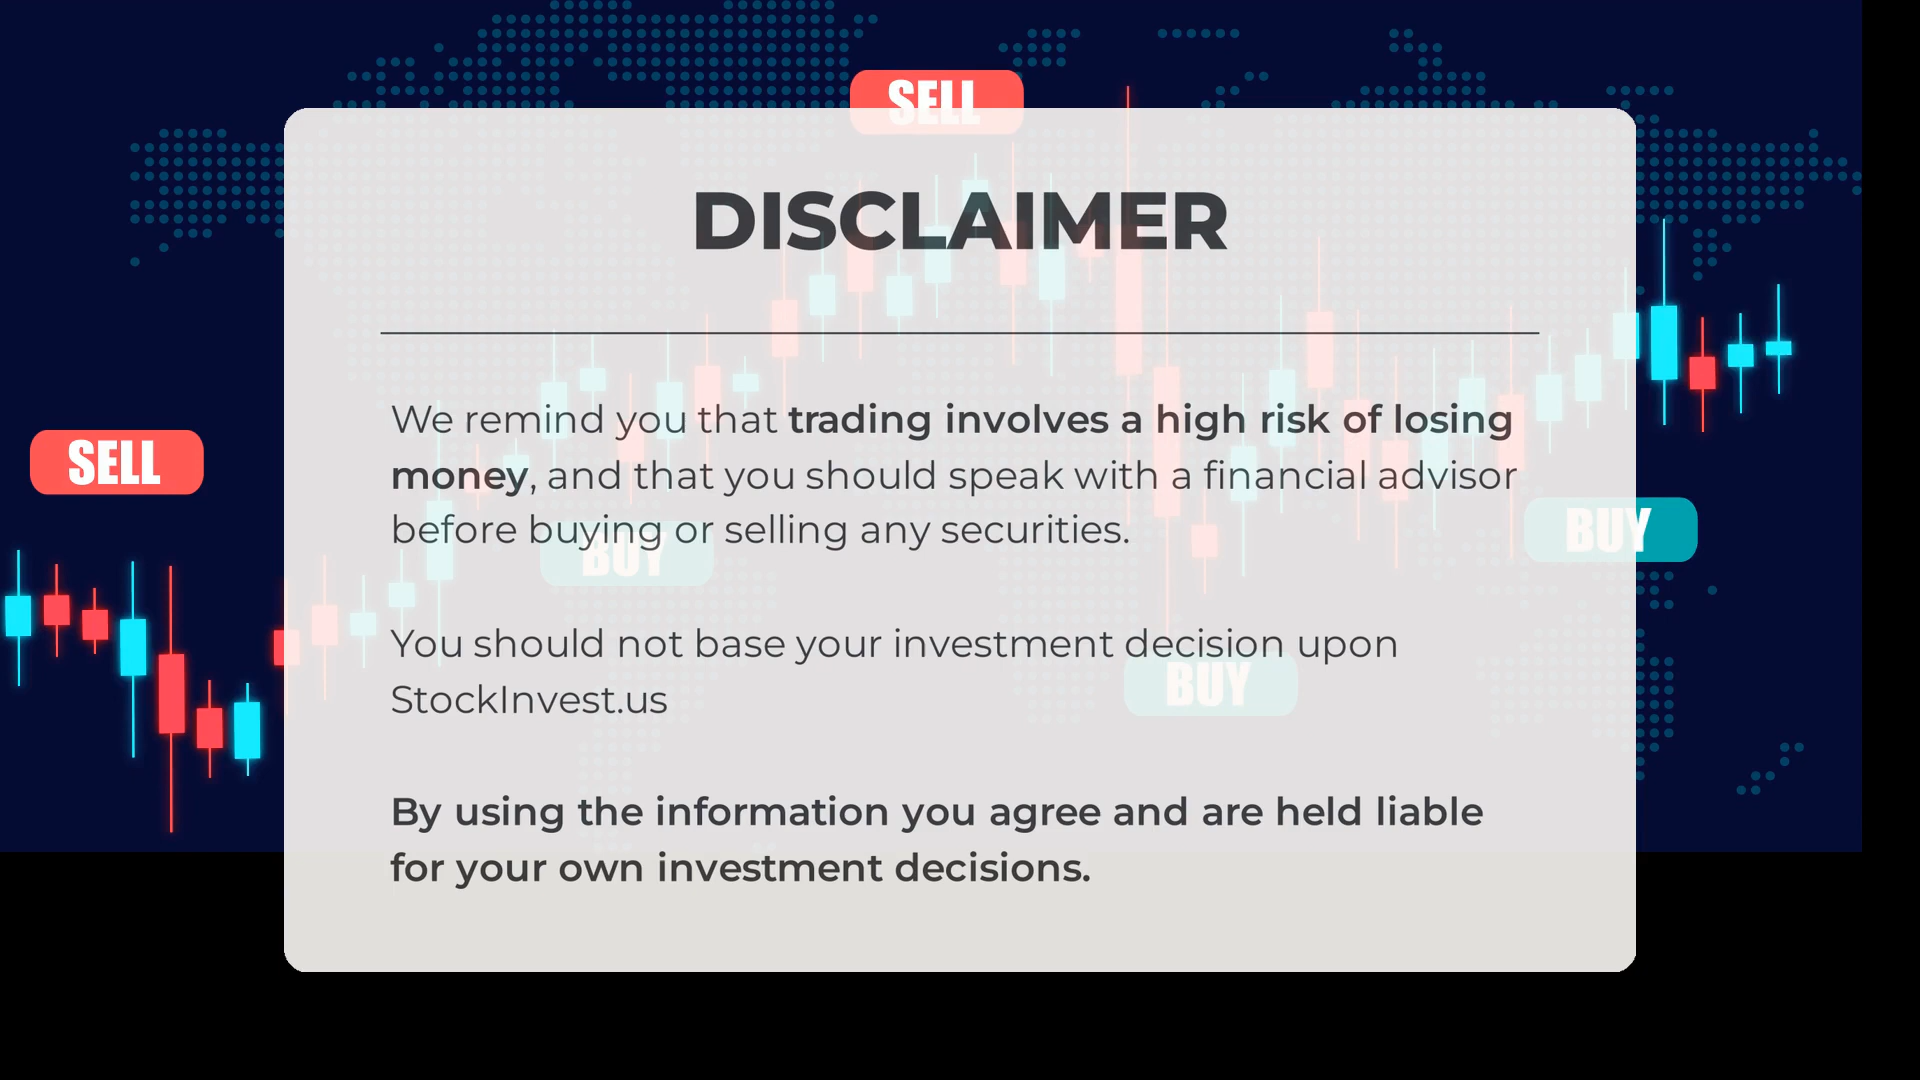 SELL
DISCLAIMER
We remind you that trading involves a high risk of losing
money, and that you should speak with a financial advisor
before buying or selling any securities.
SELL
BUY
BUY
You should not base your investment decision upon
StockInvest.us
BUY
By using the information you agree and are held liable
for your own investment decisions.